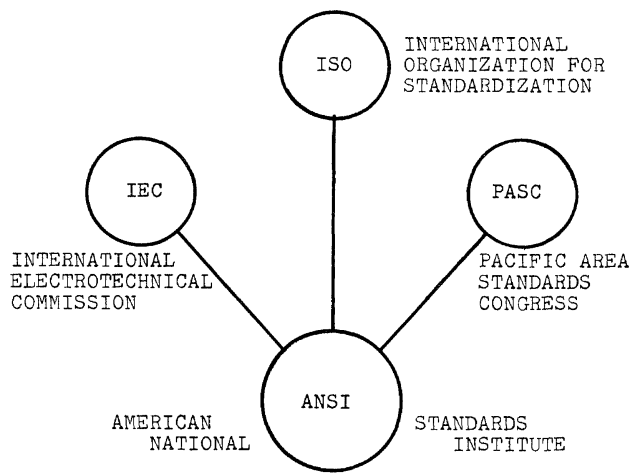 ISO
INTERNATIONAL
ORGANIZATION FOR
STANDARDIZATION
IEC
INTERNATIONAL
ELECTROTECHNICAL
COMMISSION
PASC
PACIFIC AREA
STANDARDS
CONGRESS
ANSI
AMERICAN
NATIONAL
STANDARDS
INSTITUTE